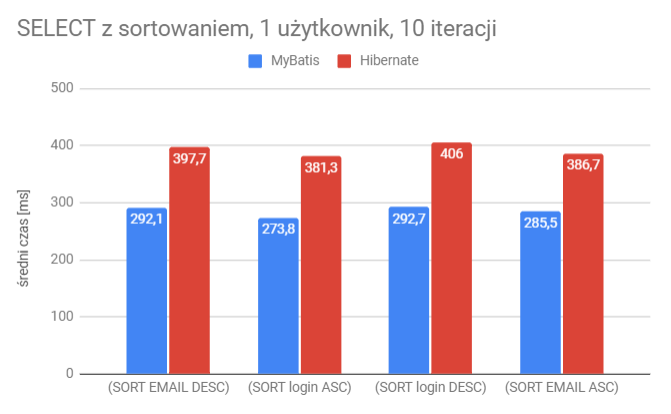 SELECT z sortowaniem, 1 użytkownik, 10 iteracji
MyBatis Hibernate
średni czas [ms]
500
400
300
200
100
0
292,1 397,7 273,8 381,3 292,7 406 285,5 386,7
(SORT EMAIL DESC) (SORT login ASC) (SORT login DESC) (SORT EMAIL ASC)